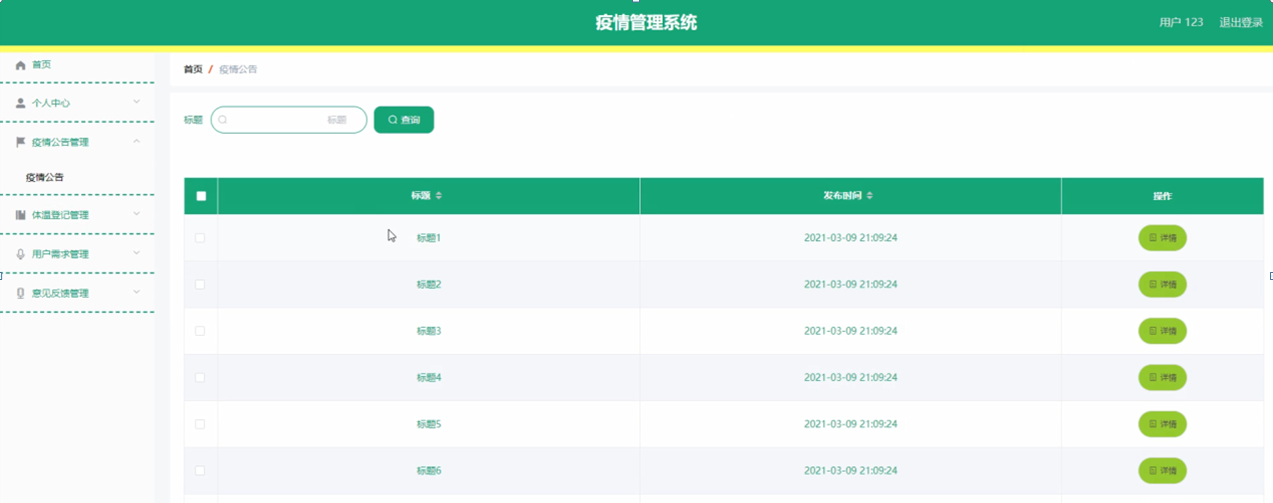 疫情管理系统
用户 123 退出登录
首页
个人中心
疫情公告管理
疫情公告
体温登记管理
用户需求管理
意见反馈管理
首页 / 疫情公告
标题 标题 查询
标题 发布时间 操作
标题1 2021-03-09 21:09:24 详情
标题2 2021-03-09 21:09:24 详情
标题3 2021-03-09 21:09:24 详情
标题4 2021-03-09 21:09:24 详情
标题5 2021-03-09 21:09:24 详情
标题6 2021-03-09 21:09:24 详情